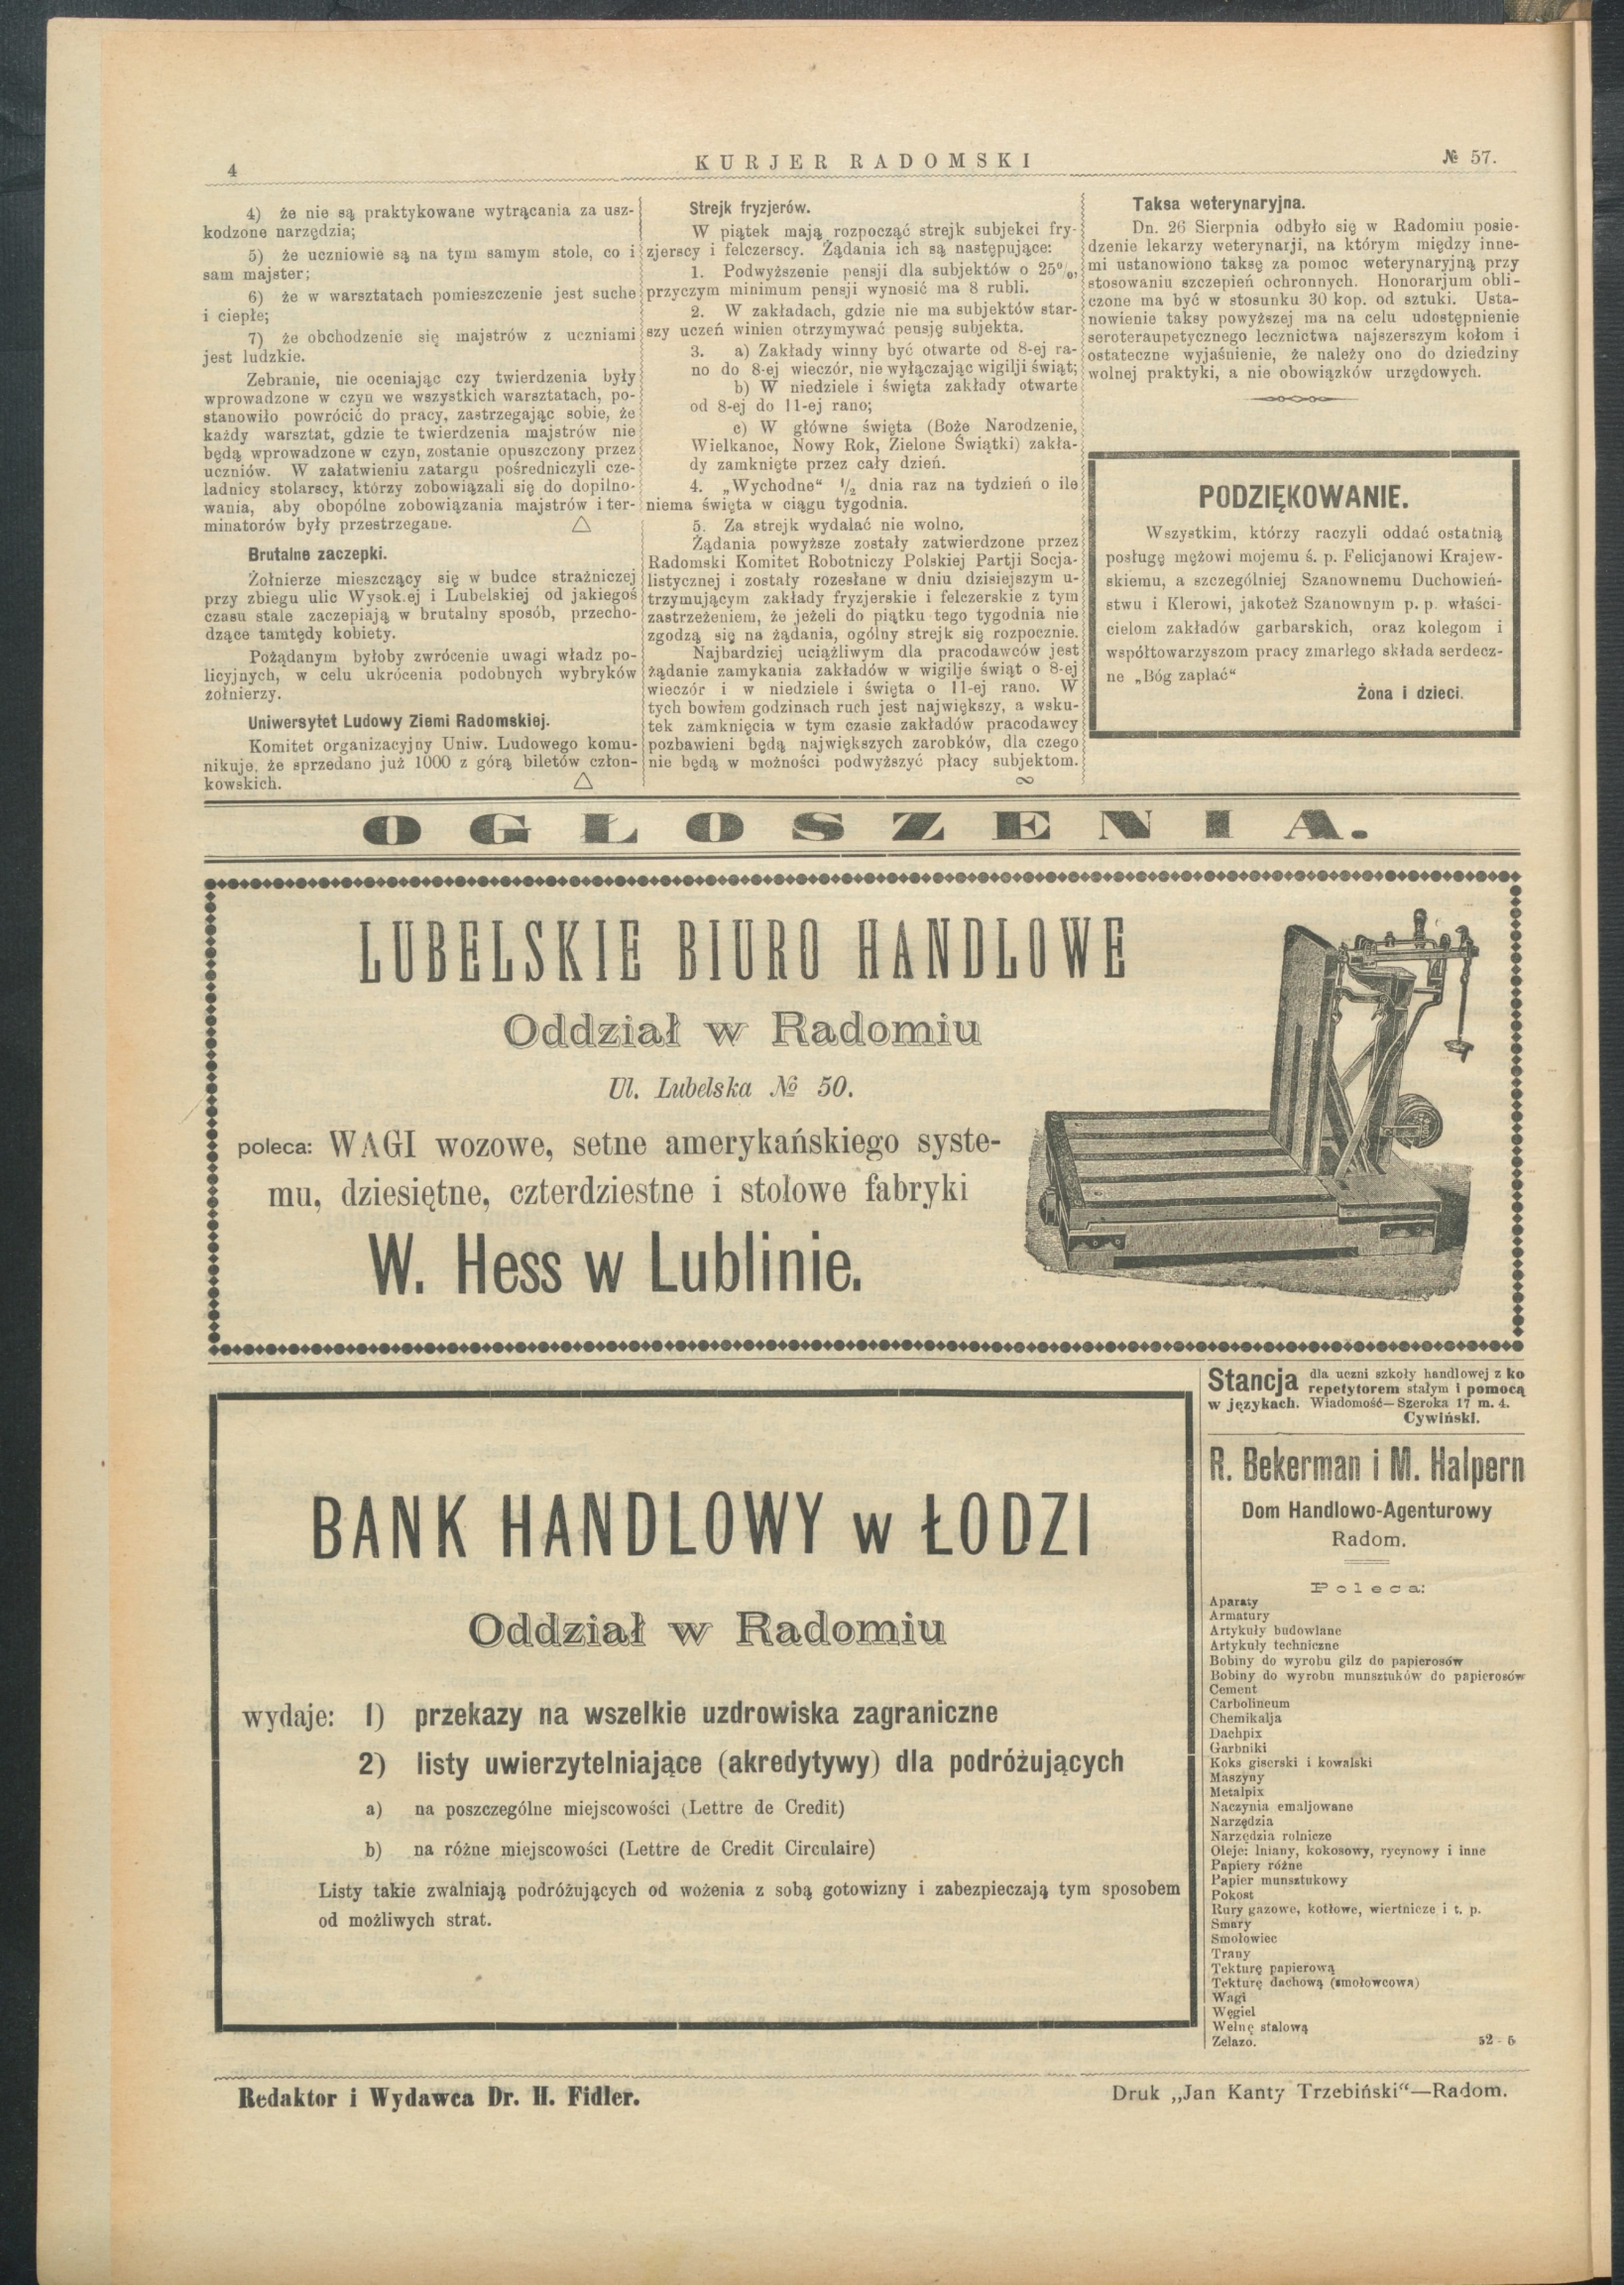 4
KURJER RADOMSKI
№ 57.
4) że nie są praktykowane wytrącania za usz-
kodzone narzędzia;
5) że uczniowie są na tym samym stole, co i
sam majster;
6) że w warsztatach pomieszczenie jest suche
i ciepłe;
7) że obchodzenie się majstrów z uczniami
jest ludzkie.
Zebranie, nie oceniając czy twierdzenia były
wprowadzone w czyn we wszystkich warsztatach, po-
stanowiło powrócić do pracy, zastrzegając sobie, że
każdy warsztat, gdzie te twierdzenia majstrów nie
będą wprowadzone w czyn, zostanie opuszczony przez
uczniów. W załatwieniu zatargu pośredniczyli cze-
ladnicy stolarscy, którzy zobowiązali się do dopilno-
wania, aby obopólne zobowiązania majstrów i ter-
minatorów były przestrzegane. △
Brutalne zaczepki.
Żołnierze mieszczący się w budce strażniczej
przy zbiegu ulic Wysok.ej i Lubelskiej od jakiegoś
czasu stale zaczepiają w brutalny sposób, przecho-
dzące tamtędy kobiety.
Pożądanym byłoby zwrócenie uwagi władz po-
licyjnych, w celu ukrócenia podobnych wybryków
żołnierzy.
Uniwersytet Ludowy Ziemi Radomskiej.
Komitet organizacyjny Uniw. Ludowego komu-
nikuje, że sprzedano już 1000 z górą biletów człon-
kowskich. △
Strejk fryzjerów.
W piątek mają rozpocząć strejk subjekci fry-
zjerscy i felczerscy. Żądania ich są następujące:
1. Podwyższenie pensji dla subjektów o 25%,
przyczym minimum pensji wynosić ma 8 rubli.
2. W zakładach, gdzie nie ma subjektów star-
szy uczeń winien otrzymywać pensję subjekta.
3. a) Zakłady winny być otwarte od 8-ej ra-
no do 8-ej wieczór, nie wyłączając wigilji świąt;
b) W niedziele i święta zakłady otwarte
od 8-ej do 11-ej rano;
c) W główne święta (Boże Narodzenie,
Wielkanoc, Nowy Rok, Zielone Świątki) zakła-
dy zamknięte przez cały dzień.
4. „Wychodne“ ½ dnia raz na tydzień o ile
niema święta w ciągu tygodnia.
5. Za strejk wydalać nie wolno.
Żądania powyższe zostały zatwierdzone przez
Radomski Komitet Robotniczy Polskiej Partji Socja-
listycznej i zostały rozesłane w dniu dzisiejszym u-
trzymującym zakłady fryzjerskie i felczerskie z tym
zastrzeżeniem, że jeżeli do piątku tego tygodnia nie
zgodzą się na żądania, ogólny strejk się rozpocznie.
Najbardziej uciążliwym dla pracodawców jest
żądanie zamykania zakładów w wigilje świąt o 8-ej
wieczór i w niedziele i święta o 11-ej rano. W
tych bowiem godzinach ruch jest największy, a wsku-
tek zamknięcia w tym czasie zakładów pracodawcy
pozbawieni będą największych zarobków, dla czego
nie będą w możności podwyższyć płacy subjektom.
∞
Taksa weterynaryjna.
Dn. 26 Sierpnia odbyło się w Radomiu posie-
dzenie lekarzy weterynarji, na którym między inne-
mi ustanowiono taksę za pomoc weterynaryjną przy
stosowaniu szczepień ochronnych. Honorarjum obli-
czone ma być w stosunku 30 kop. od sztuki. Usta-
nowienie taksy powyższej ma na celu udostępnienie
seroteraupetycznego lecznictwa najszerszym kołom i
ostateczne wyjaśnienie, że należy ono do dziedziny
wolnej praktyki, a nie obowiązków urzędowych.
PODZIĘKOWANIE.
Wszystkim, którzy raczyli oddać ostatnią
posługę mężowi mojemu ś. p. Felicjanowi Krajew-
skiemu, a szczególniej Szanownemu Duchowień-
stwu i Klerowi, jakoteż Szanownym p. p. właści-
cielom zakładów garbarskich, oraz kolegom i
współtowarzyszom pracy zmarłego składa serdecz-
ne „Bóg zapłać“
Żona i dzieci.
OGŁOSZENIA.
LUBELSKIE BIURO HANDLOWE
Oddział w Radomiu
Ul. Lubelska № 50.
poleca: WAGI wozowe, setne amerykańskiego syste-
mu, dziesiętne, czterdziestne i stołowe fabryki
W. Hess w Lublinie.
BANK HANDLOWY w ŁODZI
Oddział w Radomiu
wydaje: 1) przekazy na wszelkie uzdrowiska zagraniczne
2) listy uwierzytelniające (akredytywy) dla podróżujących
a) na poszczególne miejscowości (Lettre de Credit)
b) na różne miejscowości (Lettre de Credit Circulaire)
Listy takie zwalniają podróżujących od wożenia z sobą gotowizny i zabezpieczają tym sposobem
od możliwych strat.
Stancja dla uczni szkoły handlowej z ko
repetytorem stałym i pomocą
w językach. Wiadomość—Szeroka 17 m. 4.
Cywiński.
R. Bekerman i M. Halpern
Dom Handlowo-Agenturowy
Radom.
Poleca:
Aparaty
Armatury
Artykuły budowlane
Artykuły techniczne
Bobiny do wyrobu gilz do papierosów
Bobiny do wyrobu munsztuków do papierosów
Cement
Carbolineum
Chemikalja
Dachpix
Garbniki
Koks giserski i kowalski
Maszyny
Metalpix
Naczynia emaljowane
Narzędzia
Narzędzia rolnicze
Oleje: lniany, kokosowy, rycynowy i inne
Papiery różne
Papier munsztukowy
Pokost
Rury gazowe, kotłowe, wiertnicze i t. p.
Smary
Smołowiec
Trany
Tekturę papierową
Tekturę dachową (smołowcowa)
Wagi
Węgiel
Wełnę stalową
Żelazo. 52-5
Redaktor i Wydawca Dr. H. Fidler.
Druk „Jan Kanty Trzebiński“—Radom.